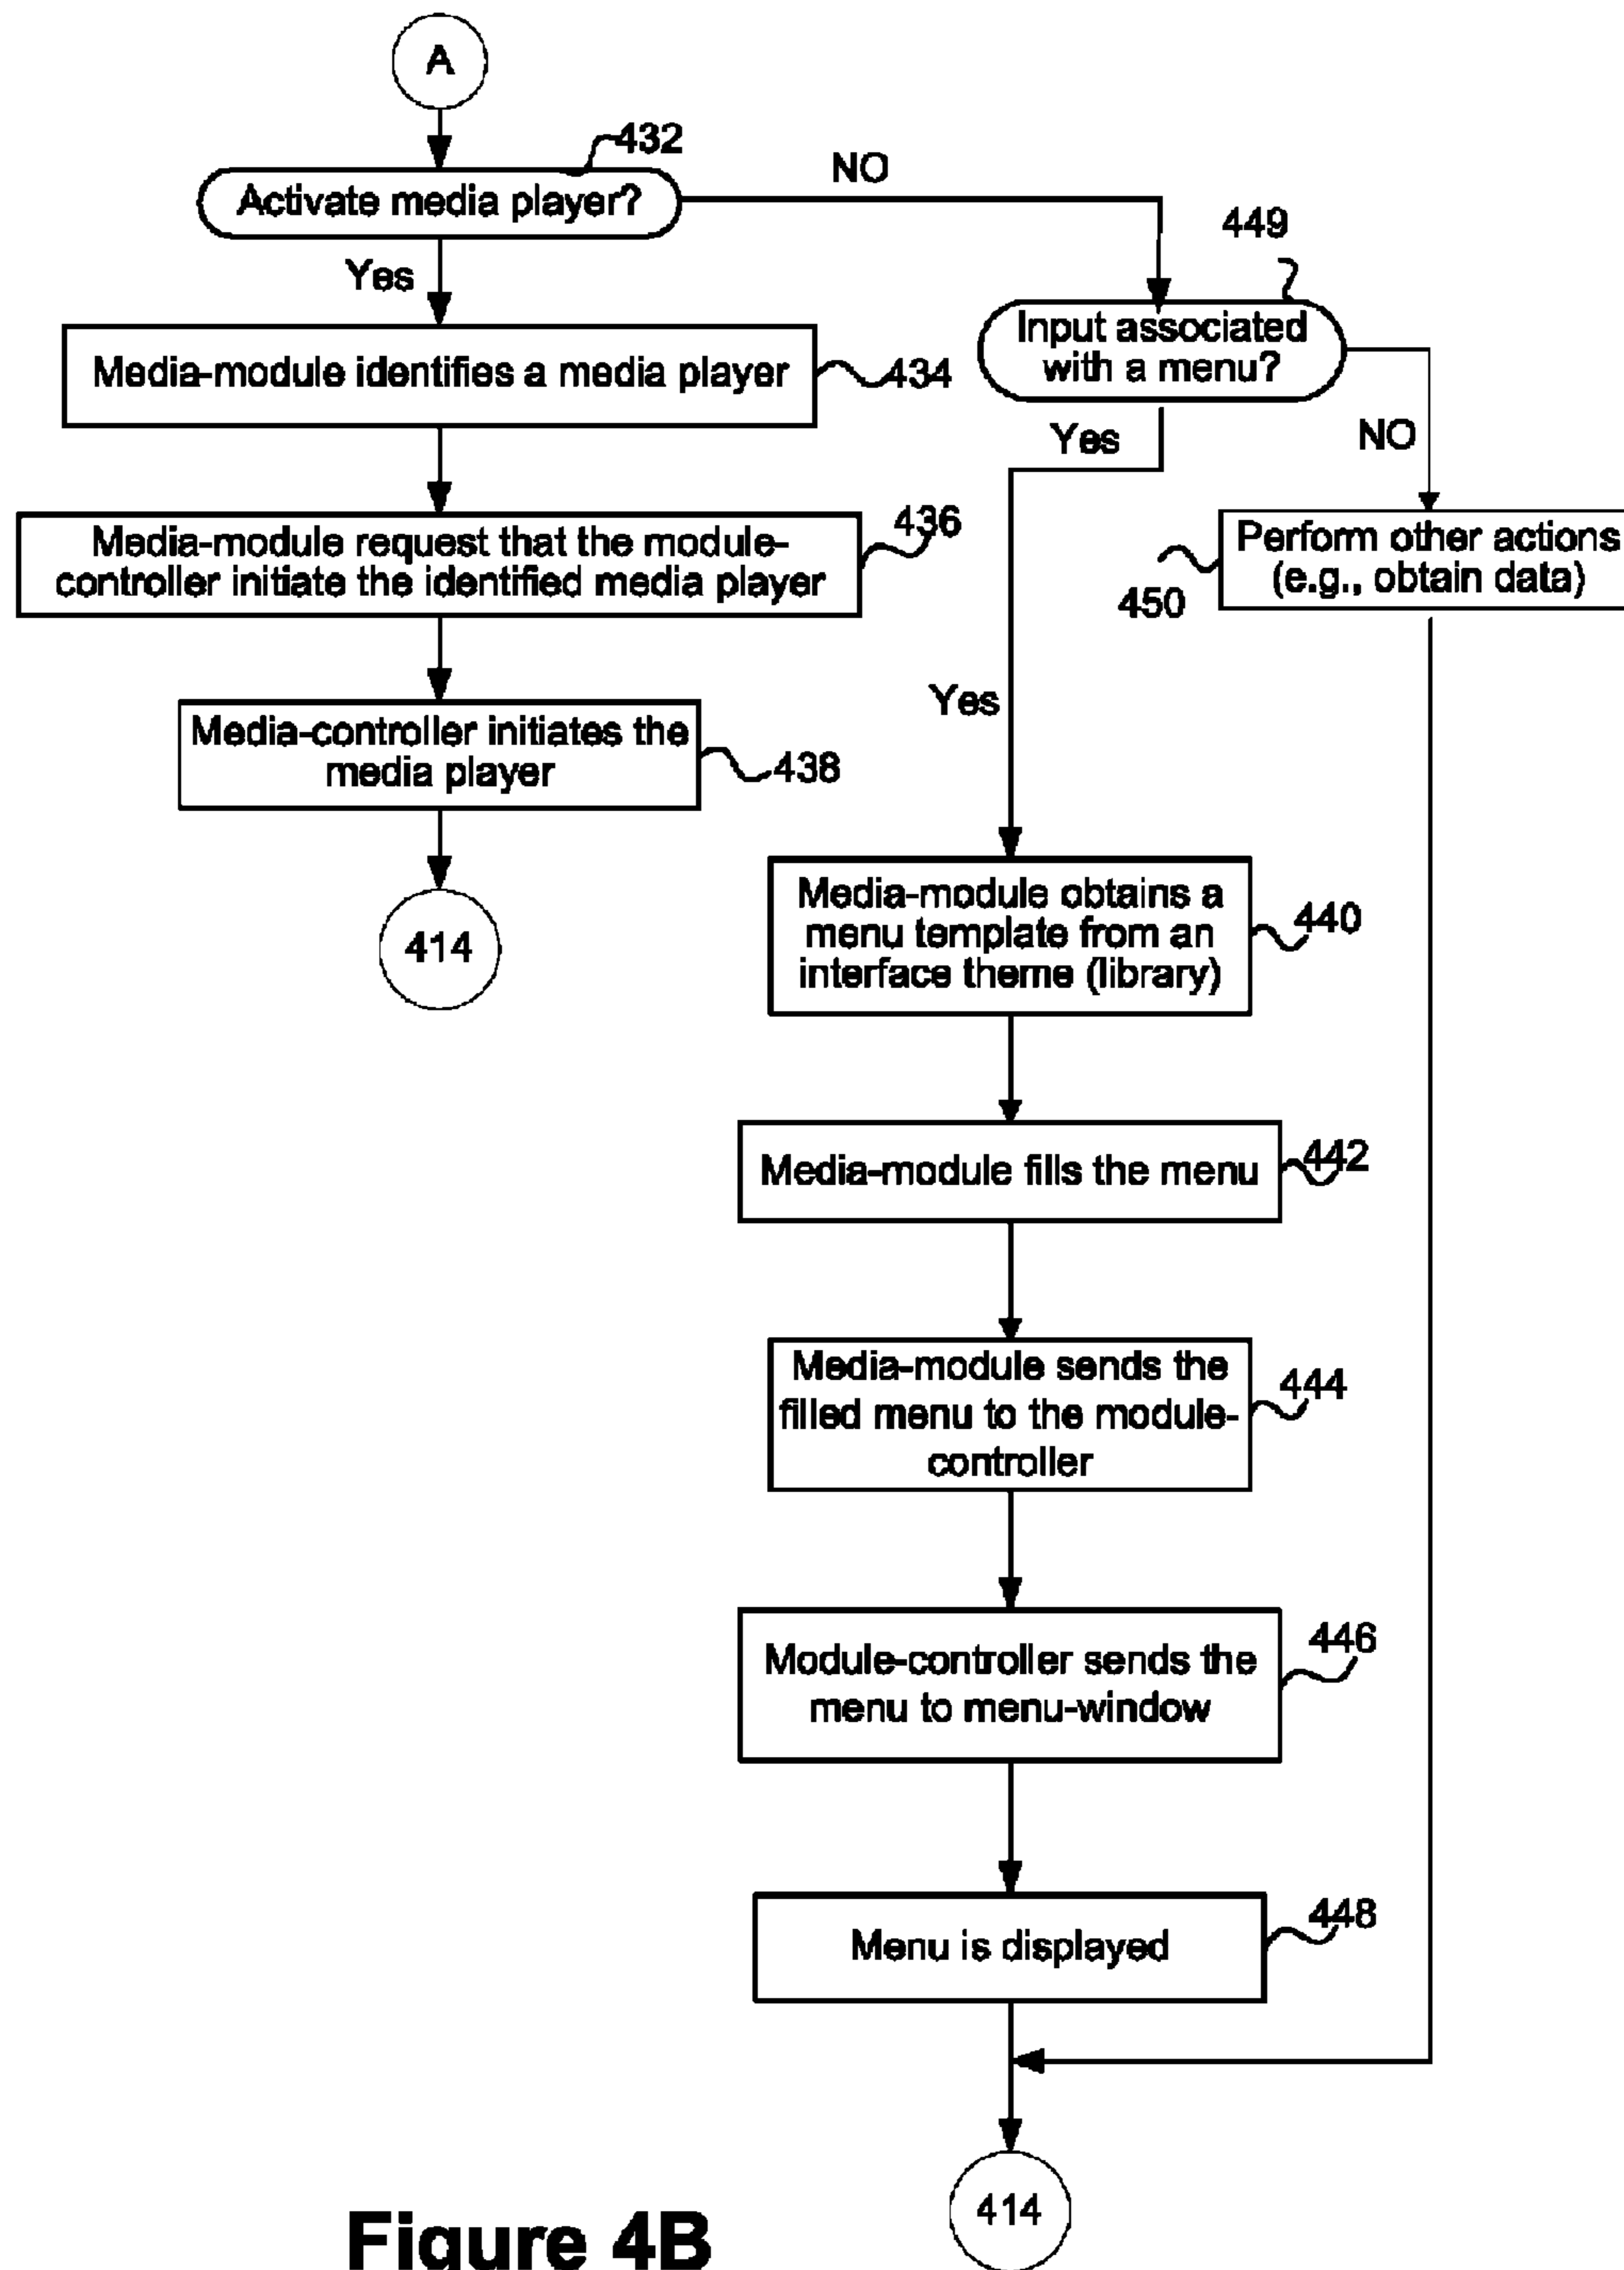 A
432
Activate media player?
NO
449
Yes
Input associated
with a menu?
Media-module identifies a media player
434
Yes
NO
436
Media-module request that the module-
controller initiate the identified media player
Perform other actions
(e.g., obtain data)
450
Yes
Media-controller initiates the
media player
438
414
Media-module obtains a
menu template from an
interface theme (library)
440
Media-module fills the menu
442
Media-module sends the
filled menu to the module-
controller
444
Module-controller sends the
menu to menu-window
446
Menu is displayed
448
414
Figure 4B